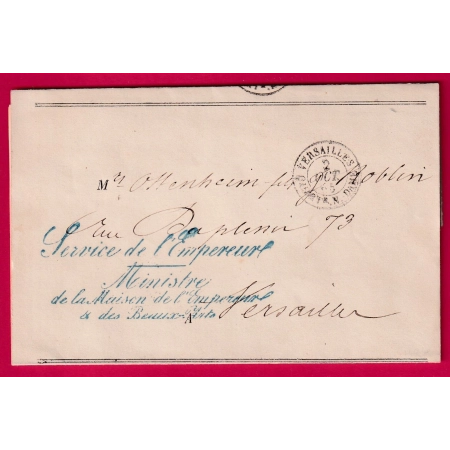 VERSAILLES
2
OCT
Mr Ottenheim fils Roblin
rue Duplessis 73
Service de l'Empereur
Ministre
de la Maison de l'Empereur
& des Beaux-Arts
A Versailles